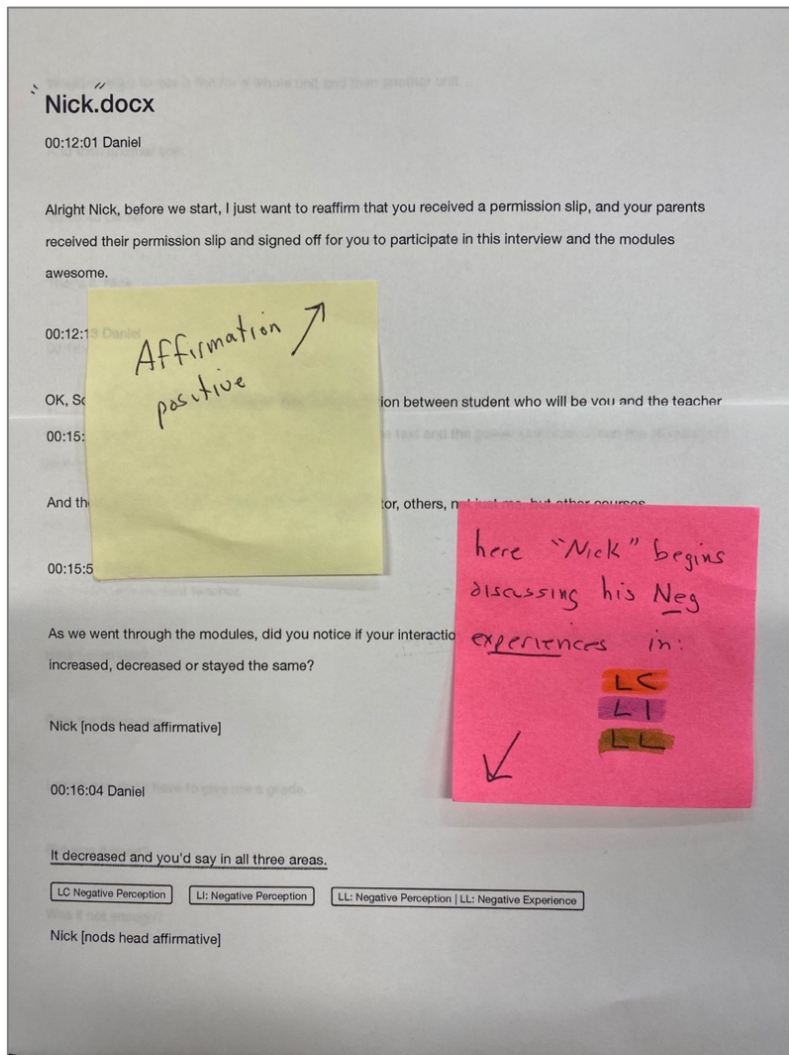 "Nick."docx
00:12:01 Daniel
Alright Nick, before we start, I just want to reaffirm that you received a permission slip, and your parents
received their permission slip and signed off for you to participate in this interview and the modules
awesome.
00:12:13 Daniel
Affirmation
positive
OK, So ion between student who will be you and the teacher
00:15:
And th tor, others, not just me, but other courses
00:15:5
here "Nick" begins
discussing his Neg
experiences in:
LC
LI
LL
As we went through the modules, did you notice if your interactio
increased, decreased or stayed the same?
Nick [nods head affirmative]
00:16:04 Daniel
It decreased and you'd say in all three areas.
LC Negative Perception LI: Negative Perception LL: Negative Perception | LL: Negative Experience
Nick [nods head affirmative]